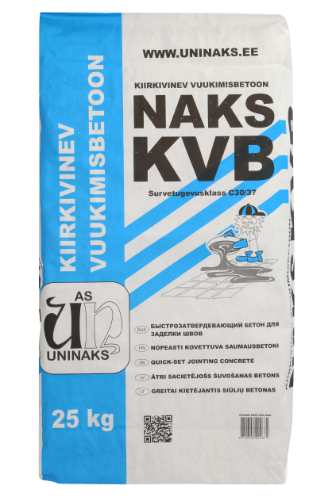 WWW.UNINAKS.EE
KIIRKIVINEV VUUKIMISBETOON
NAKS
KVB
Survetugevusklass C30/37
KIIRKIVINEV
VUUKIMISBETOON
AS
UN
UNINAKS
БЫСТРОЗАТВЕРДЕВАЮЩИЙ БЕТОН ДЛЯ
ЗАДЕЛКИ ШВОВ
NOPEASTI KOVETTUVA SAUMAUSBETONI
QUICK-SET JOINTING CONCRETE
ĀTRI SACIETĒJOŠS ŠUVOŠANAS BETONS
GREITAI KIETĖJANTIS SIŪLIŲ BETONAS
25 kg